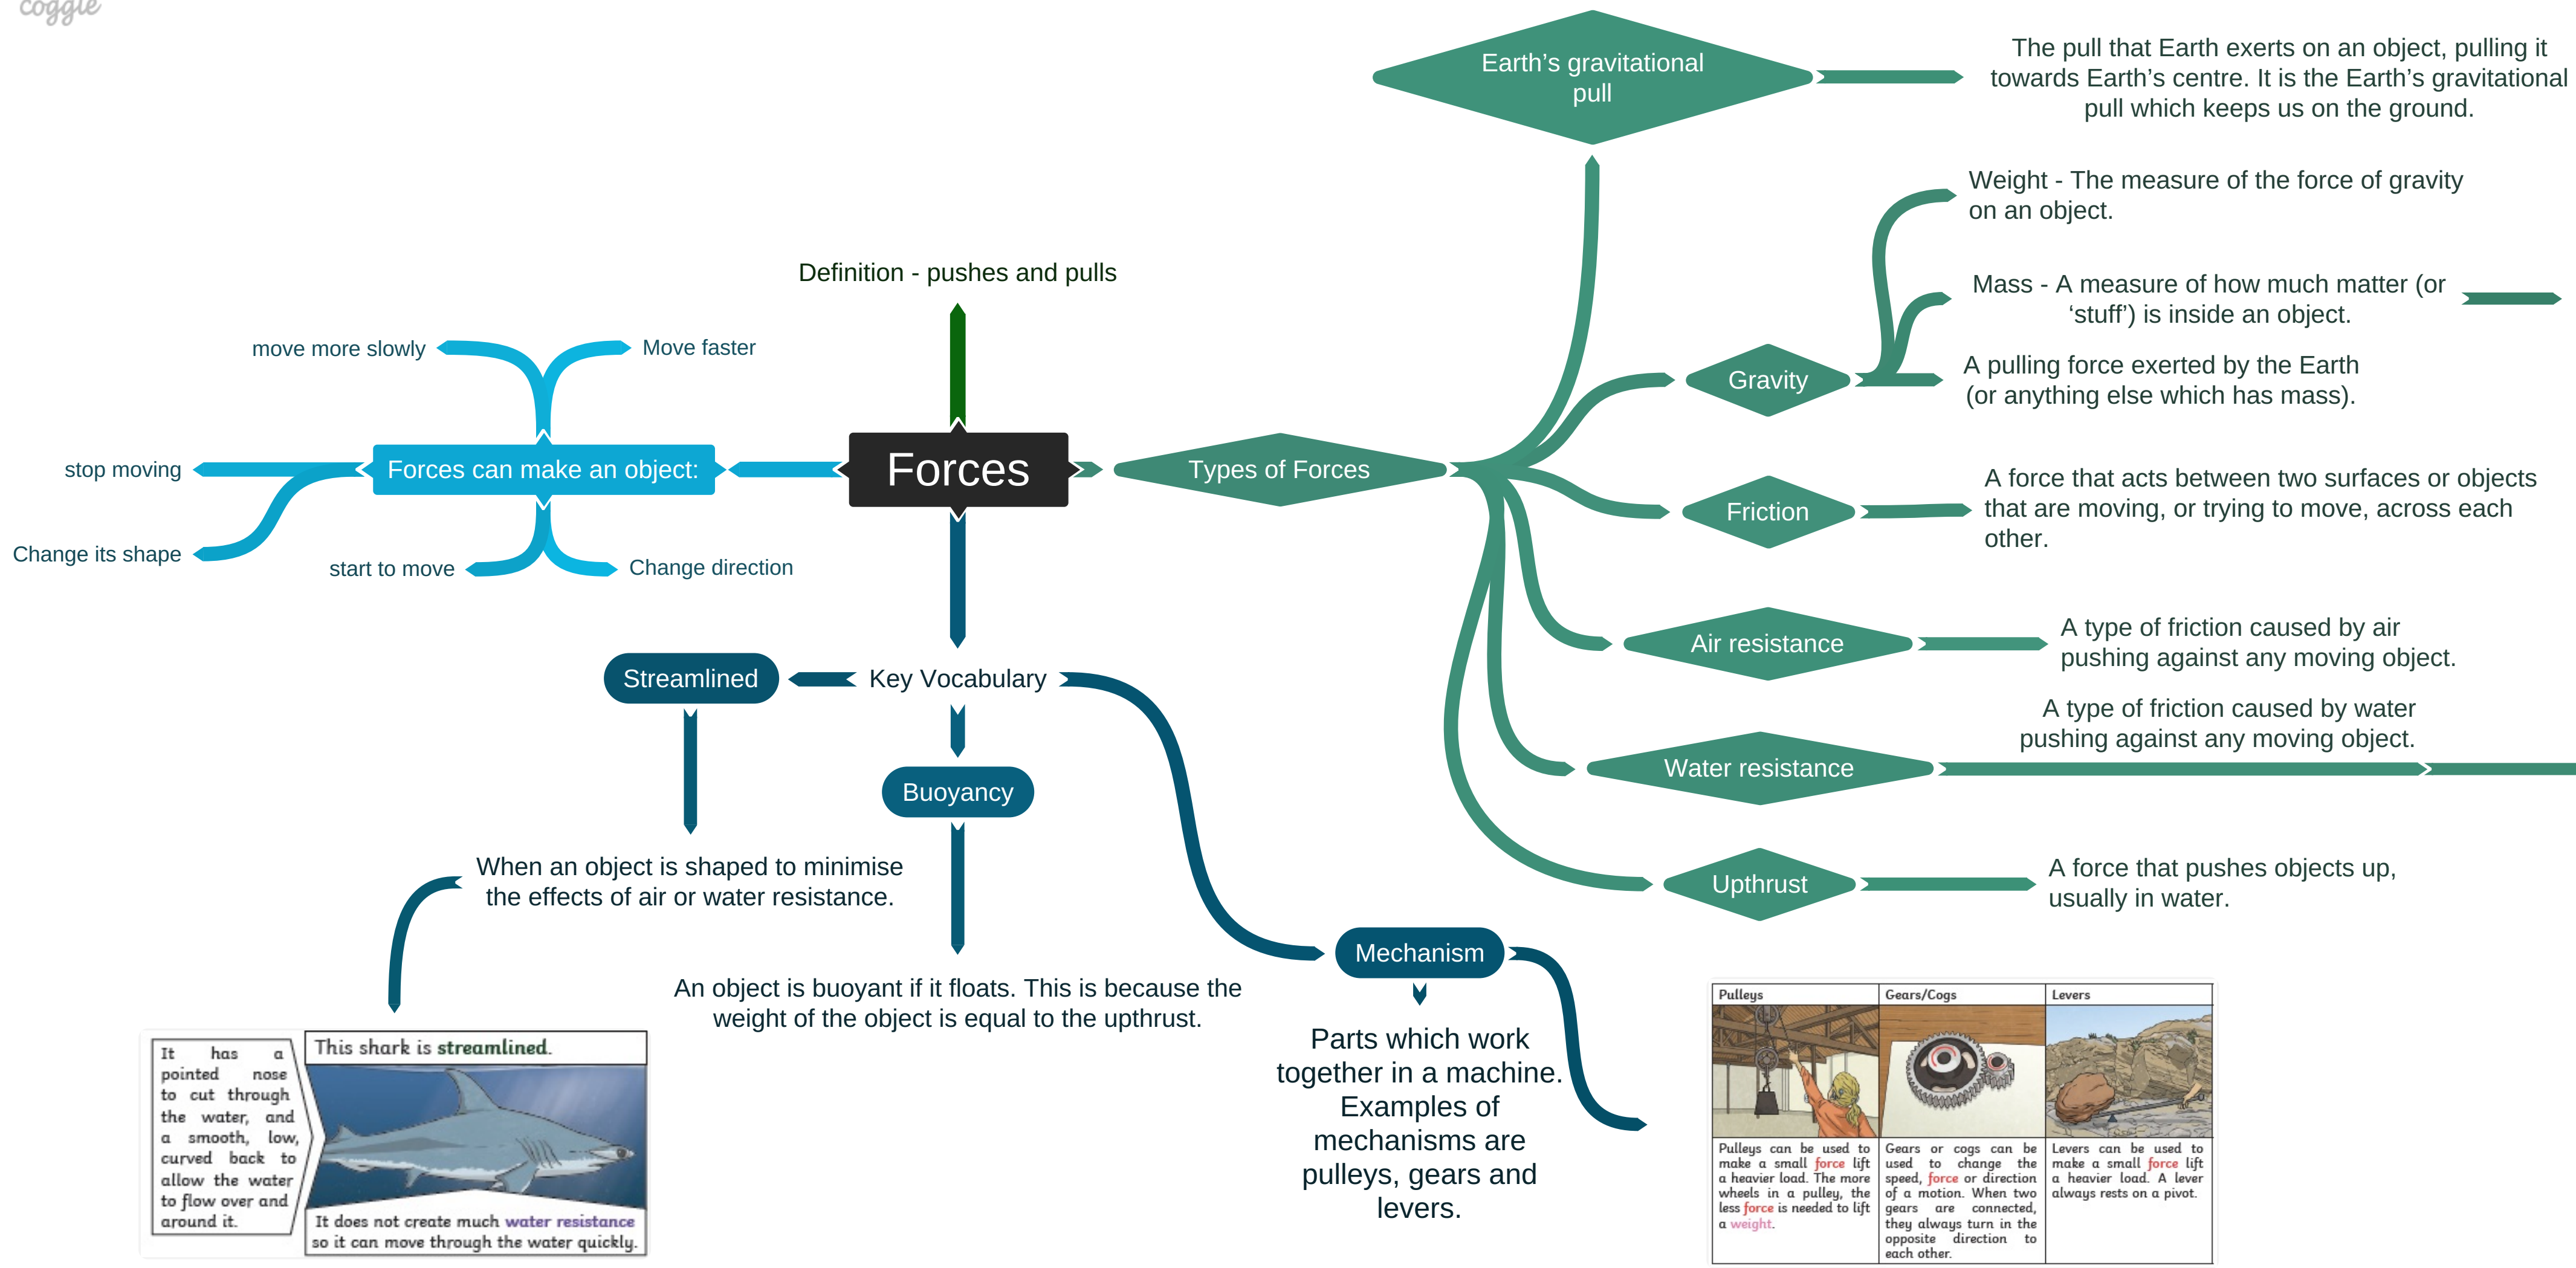 coggle
Earth’s gravitational
pull
The pull that Earth exerts on an object, pulling it
towards Earth’s centre. It is the Earth’s gravitational
pull which keeps us on the ground.
Weight - The measure of the force of gravity
on an object.
Definition - pushes and pulls
Mass - A measure of how much matter (or
‘stuff’) is inside an object.
move more slowly
Move faster
Gravity
A pulling force exerted by the Earth
(or anything else which has mass).
stop moving
Forces can make an object:
Forces
Types of Forces
Change its shape
start to move
Change direction
Friction
A force that acts between two surfaces or objects
that are moving, or trying to move, across each
other.
Air resistance
A type of friction caused by air
pushing against any moving object.
Streamlined
Key Vocabulary
Water resistance
A type of friction caused by water
pushing against any moving object.
Buoyancy
When an object is shaped to minimise
the effects of air or water resistance.
Upthrust
A force that pushes objects up,
usually in water.
Mechanism
An object is buoyant if it floats. This is because the
weight of the object is equal to the upthrust.
Parts which work
together in a machine.
Examples of
mechanisms are
pulleys, gears and
levers.
It has a
pointed nose
to cut through
the water, and
a smooth, low,
curved back to
allow the water
to flow over and
around it.
This shark is streamlined.
It does not create much water resistance
so it can move through the water quickly.
Pulleys
Gears/Cogs
Levers
Pulleys can be used to
make a small force lift
a heavier load. The more
wheels in a pulley, the
less force is needed to lift
a weight.
Gears or cogs can be
used to change the
speed, force or direction
of a motion. When two
gears are connected,
they always turn in the
opposite direction to
each other.
Levers can be used to
make a small force lift
a heavier load. A lever
always rests on a pivot.